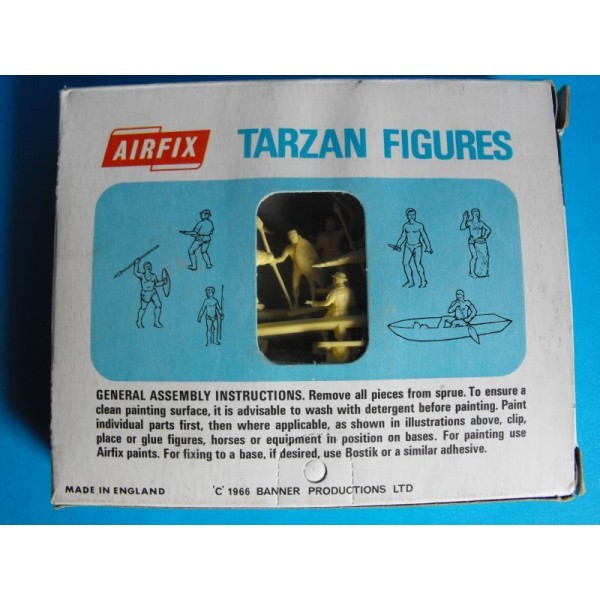 AIRFIX
TARZAN FIGURES
GENERAL ASSEMBLY INSTRUCTIONS. Remove all pieces from sprue. To ensure a
clean painting surface, it is advisable to wash with detergent before painting. Paint
individual parts first, then where applicable, as shown in illustrations above, clip,
place or glue figures, horses or equipment in position on bases. For painting use
Airfix paints. For fixing to a base, if desired, use Bostik or a similar adhesive.
MADE IN ENGLAND
'C' 1966 BANNER PRODUCTIONS LTD